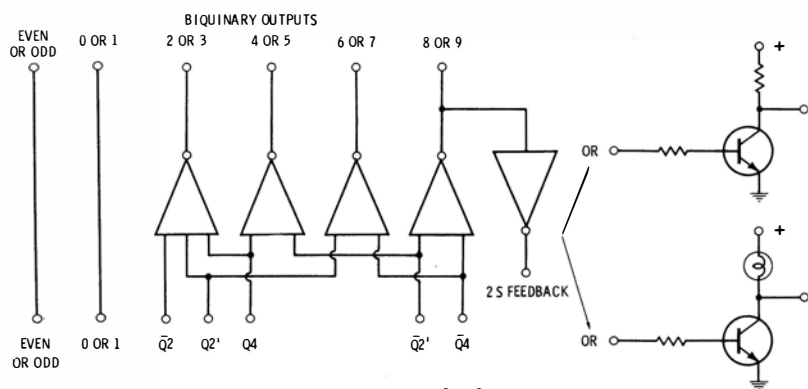 BIQUINARY OUTPUTS
EVEN OR ODD
0 OR 1
2 OR 3
4 OR 5
6 OR 7
8 OR 9
+
OR
2S FEEDBACK
+
OR
EVEN OR ODD
0 OR 1
Q̄2
Q2'
Q4
Q̄2'
Q̄4